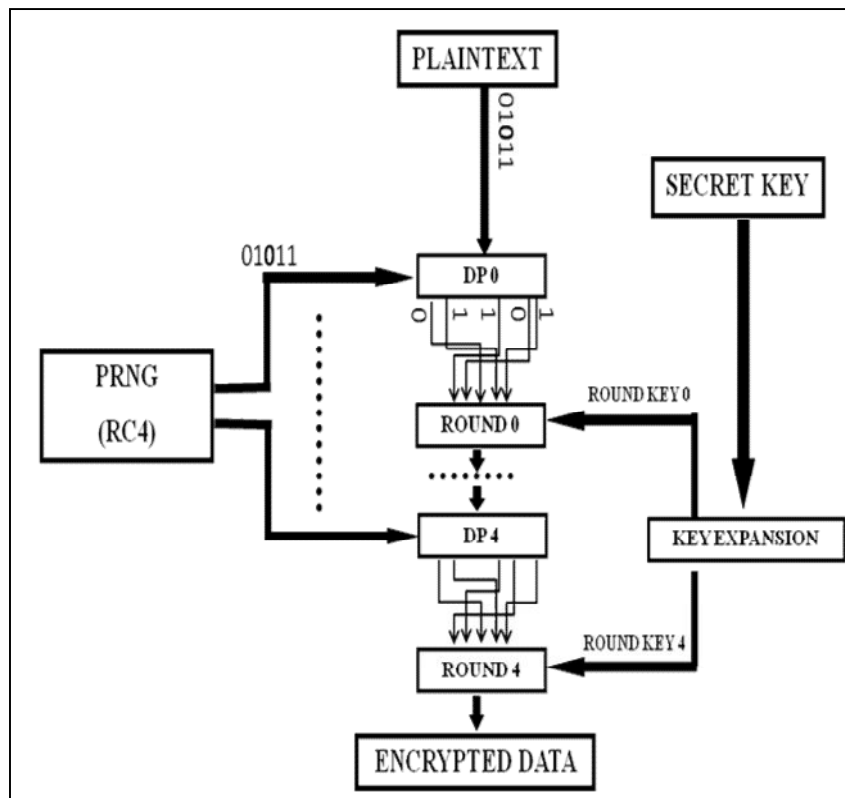 PLAINTEXT
01011
SECRET KEY
01011
DP 0
0 1 1 0 1
PRNG
(RC4)
ROUND KEY 0
ROUND 0
DP 4
KEY EXPANSION
ROUND KEY 4
ROUND 4
ENCRYPTED DATA